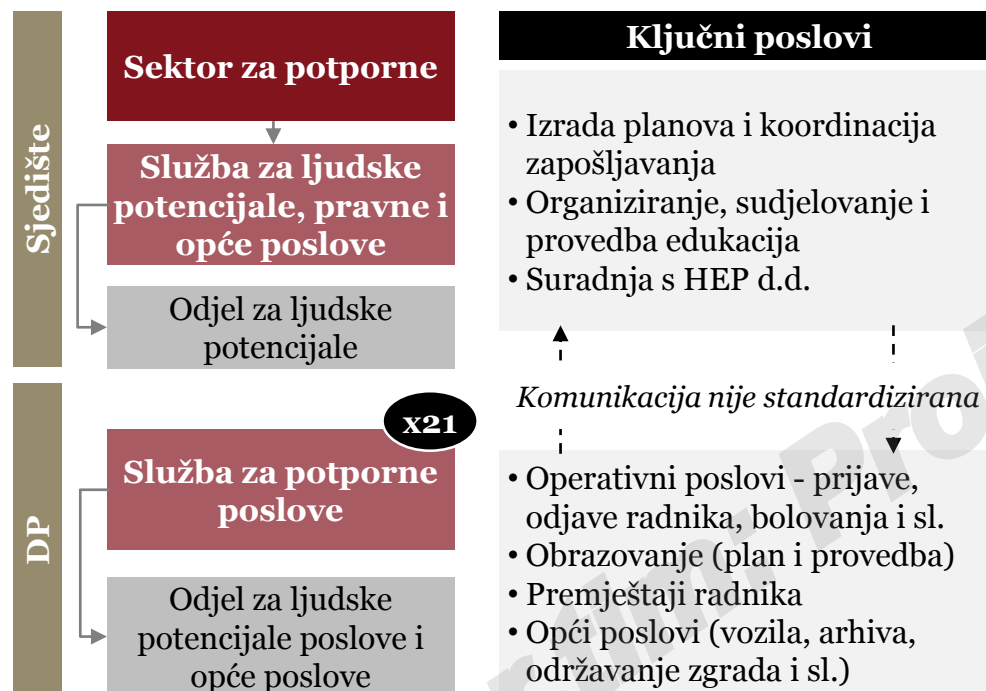 Sjedište
Sektor za potporne
Služba za ljudske
potencijale, pravne i
opće poslove
Odjel za ljudske
potencijale
Ključni poslovi
• Izrada planova i koordinacija
zapošljavanja
• Organiziranje, sudjelovanje i
provedba edukacija
• Suradnja s HEP d.d.
Komunikacija nije standardizirana
DP
x21
Služba za potporne
poslove
Odjel za ljudske
potencijale poslove i
opće poslove
• Operativni poslovi - prijave,
odjave radnika, bolovanja i sl.
• Obrazovanje (plan i provedba)
• Premještaji radnika
• Opći poslovi (vozila, arhiva,
održavanje zgrada i sl.)